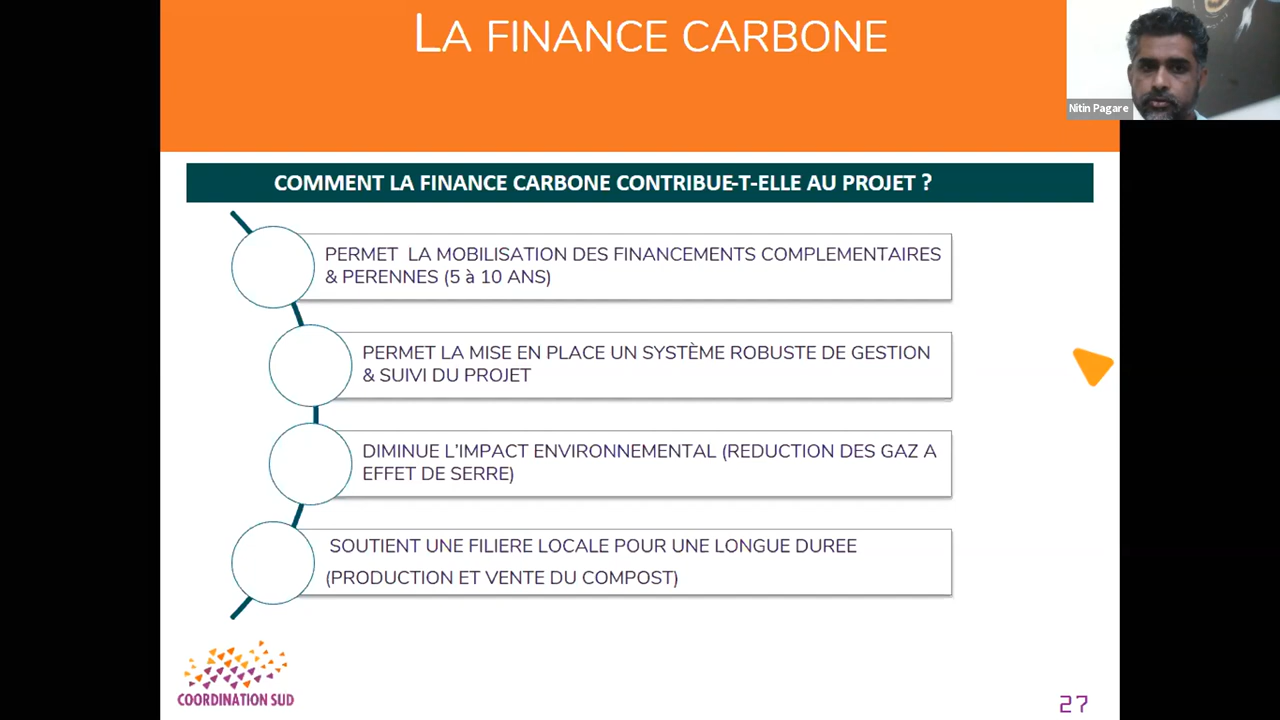 LA FINANCE CARBONE
Nitin Pagare
COMMENT LA FINANCE CARBONE CONTRIBUE-T-ELLE AU PROJET ?
PERMET LA MOBILISATION DES FINANCEMENTS COMPLEMENTAIRES
& PERENNES (5 à 10 ANS)
PERMET LA MISE EN PLACE UN SYSTÈME ROBUSTE DE GESTION
& SUIVI DU PROJET
DIMINUE L'IMPACT ENVIRONNEMENTAL (REDUCTION DES GAZ A
EFFET DE SERRE)
SOUTIENT UNE FILIERE LOCALE POUR UNE LONGUE DUREE
(PRODUCTION ET VENTE DU COMPOST)
COORDINATION SUD
27